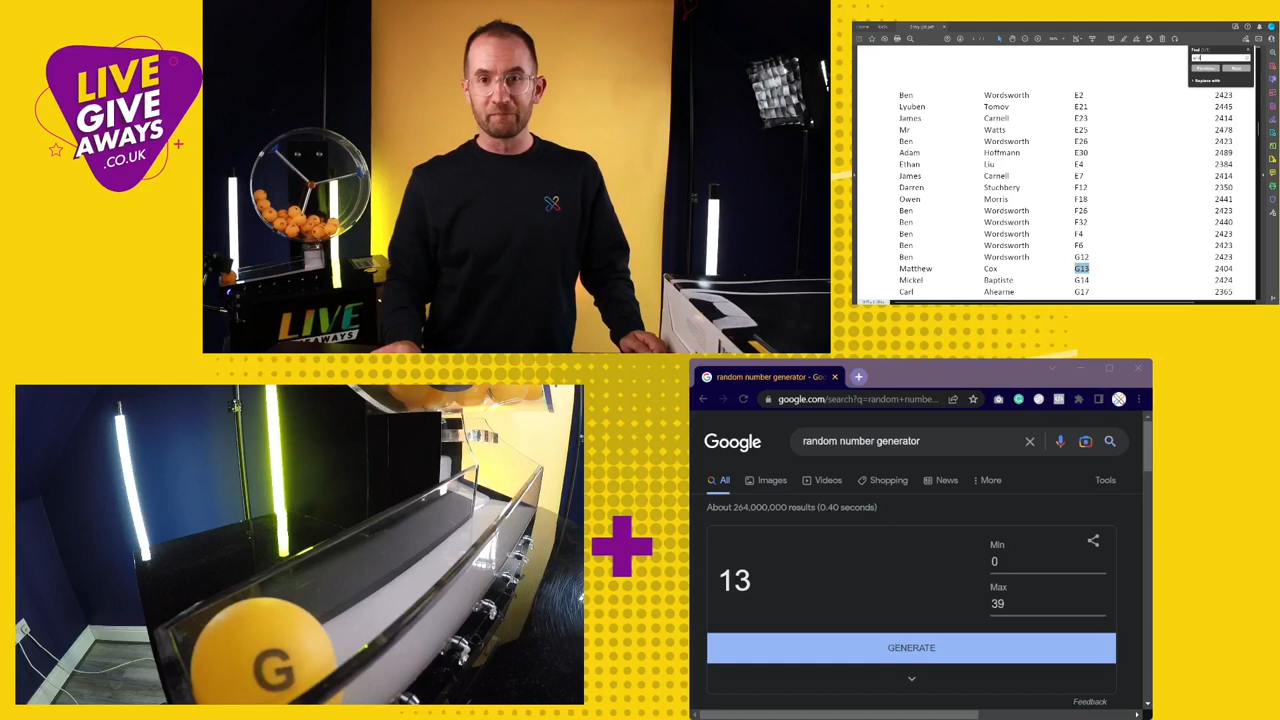 LIVE
GIVE
AWAYS
.CO.UK
LIVE
Ben Wordsworth E2 2423
Lyuben Tomov E21 2445
James Carnell E23 2414
Mr Watts E25 2478
Ben Wordsworth E26 2423
Adam Hoffmann E30 2489
Ethan Liu E4 2384
James Carnell E7 2414
Darren Stuchbery F12 2350
Owen Morris F18 2441
Ben Wordsworth F26 2423
Ben Wordsworth F32 2440
Ben Wordsworth F4 2423
Ben Wordsworth F6 2423
Ben Wordsworth G12 2423
Matthew Cox G13 2404
Mickel Baptiste G14 2424
Carl Ahearne G17 2365
G
random number generator - Goo
google.com/search?q=random+numbe...
Google
random number generator
All Images Videos Shopping News More Tools
About 264,000,000 results (0.40 seconds)
13
Min
0
Max
39
GENERATE
Feedback